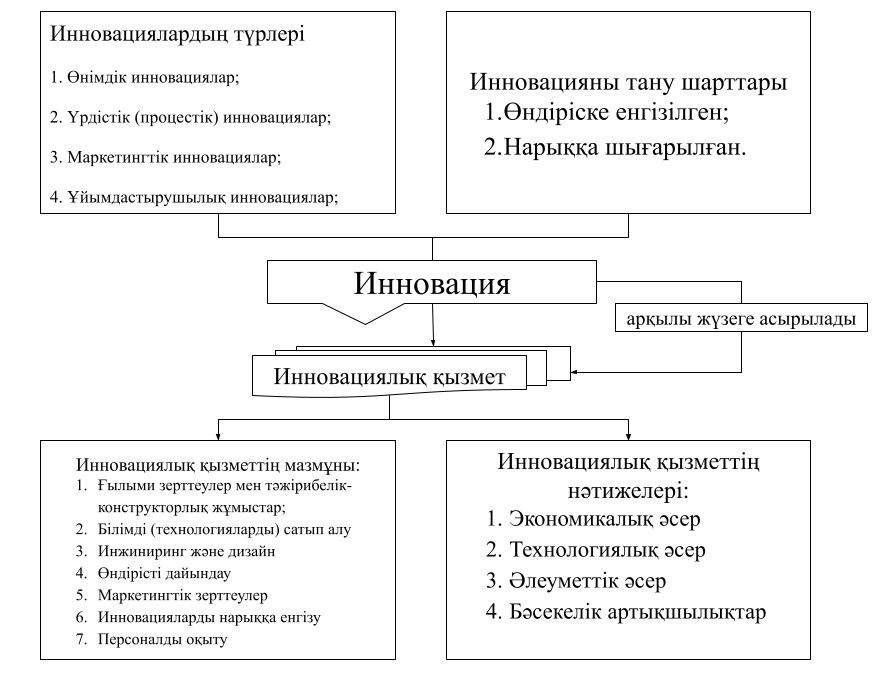 Инновациялардың түрлері
1. Өнімдік инновациялар;
2. Үрдістік (процестік) инновациялар;
3. Маркетингтік инновациялар;
4. Ұйымдастырушылық инновациялар;
Инновацияны тану шарттары
1.Өндіріске енгізілген;
2.Нарыққа шығарылған.
Инновация
арқылы жүзеге асырылады
Инновациялық қызмет
Инновациялық қызметтің мазмұны:
1. Ғылыми зерттеулер мен тәжірибелік-
конструкторлық жұмыстар;
2. Білімді (технологияларды) сатып алу
3. Инжиниринг және дизайн
4. Өндірісті дайындау
5. Маркетингтік зерттеулер
6. Инновацияларды нарыққа енгізу
7. Персоналды оқыту
Инновациялық қызметтің
нәтижелері:
1. Экономикалық әсер
2. Технологиялық әсер
3. Әлеуметтік әсер
4. Бәсекелік артықшылықтар